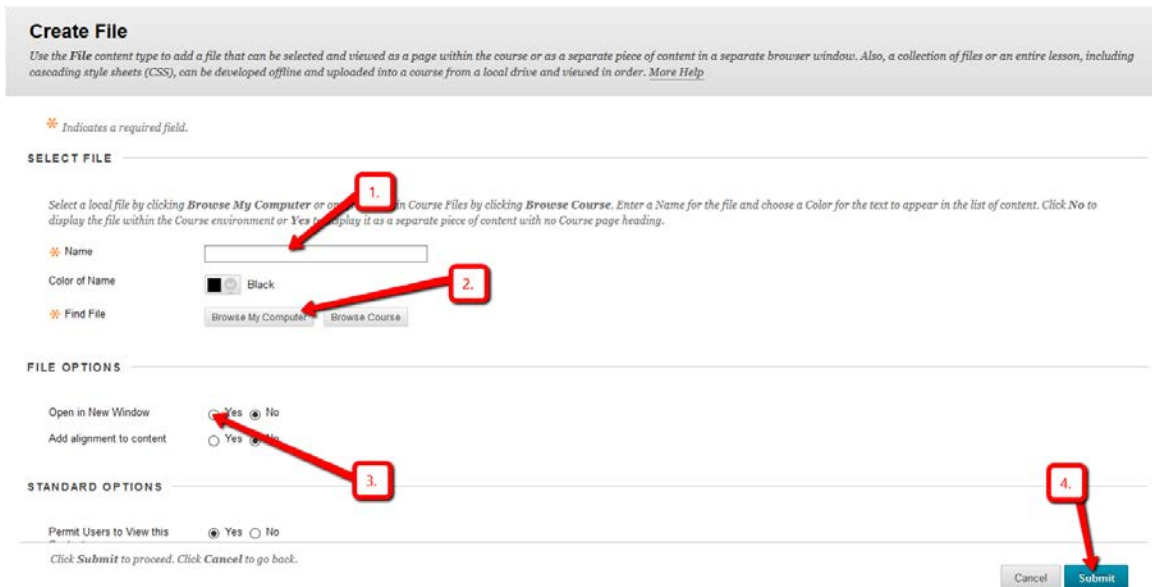 Create File
Use the File content type to add a file that can be selected and viewed as a page within the course or as a separate piece of content in a separate browser window. Also, a collection of files or an entire lesson, including
cascading style sheets (CSS), can be developed offline and uploaded into a course from a local drive and viewed in order. More Help
Indicates a required field.
SELECT FILE
1.
Select a local file by clicking Browse My Computer or in Course Files by clicking Browse Course. Enter a Name for the file and choose a Color for the text to appear in the list of content. Click No to
display the file within the Course environment or Yes to display it as a separate piece of content with no Course page heading.
Name
Color of Name Black
2.
Find File Browse My Computer Browse Course
FILE OPTIONS
Open in New Window Yes No
Add alignment to content Yes No
3.
STANDARD OPTIONS
4.
Permit Users to View this Yes No
Click Submit to proceed. Click Cancel to go back.
Cancel Submit